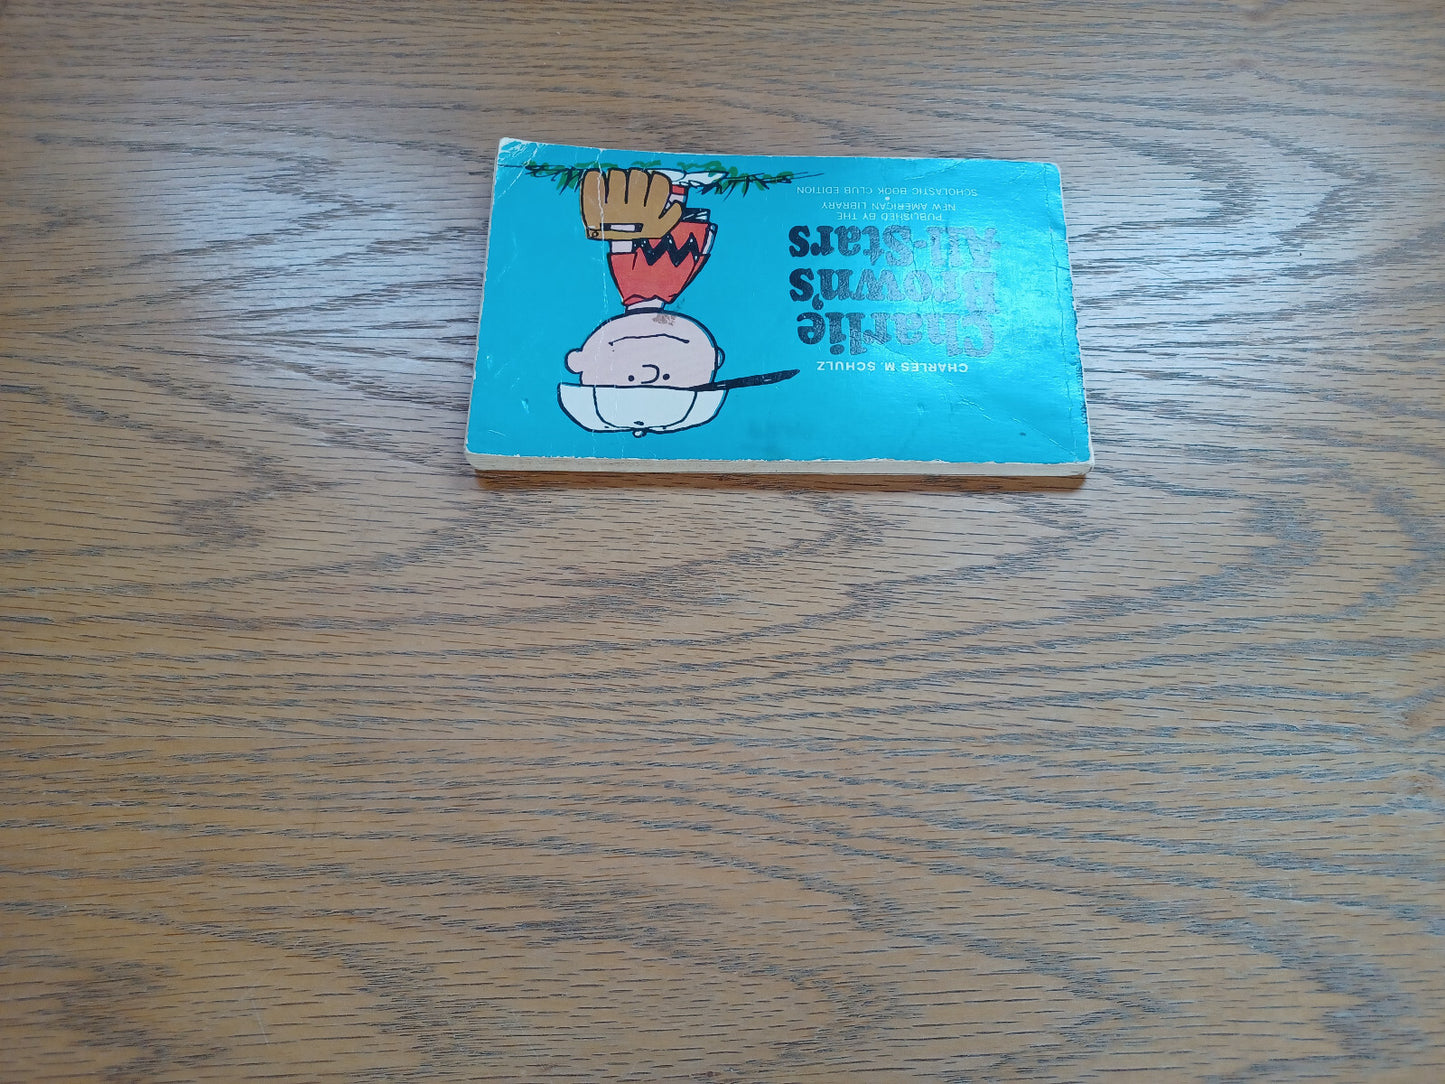 CHARLES M. SCHULZ
Charlie
Brown's
All-Stars
PUBLISHED BY THE
NEW AMERICAN LIBRARY
•
SCHOLASTIC BOOK CLUB EDITION